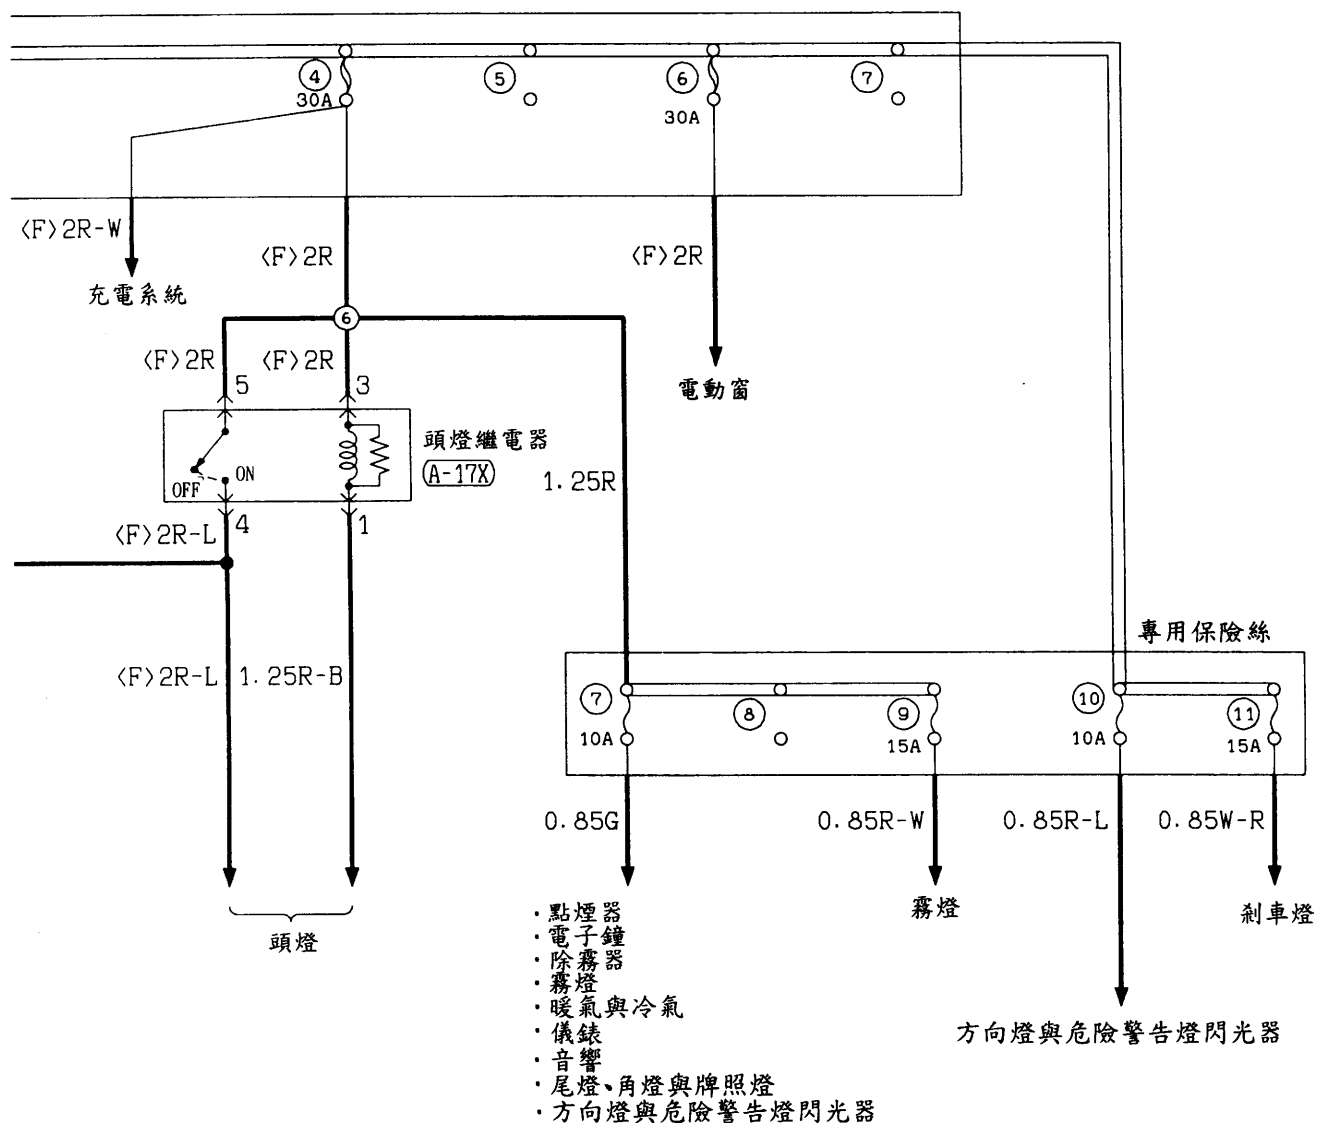 ④
30A
⑤
⑥
30A
⑦
〈F〉2R-W
〈F〉2R
〈F〉2R
充電系統
⑥
〈F〉2R
〈F〉2R
5
3
電動窗
頭燈繼電器
A-17X
ON
OFF
1.25R
〈F〉2R-L
4
1
專用保險絲
〈F〉2R-L
1.25R-B
⑦
10A
⑧
⑨
15A
⑩
10A
⑪
15A
0.85G
0.85R-W
0.85R-L
0.85W-R
頭燈
霧燈
剎車燈
·點煙器
·電子鐘
·除霧器
·霧燈
·暖氣與冷氣
·儀錶
·音響
·尾燈、角燈與牌照燈
·方向燈與危險警告燈閃光器
方向燈與危險警告燈閃光器